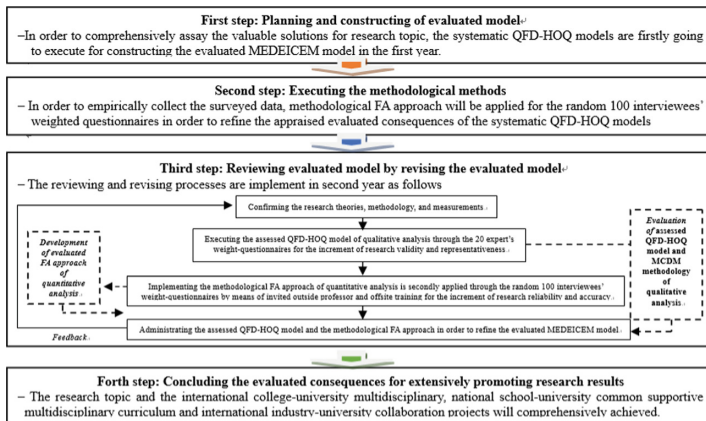 First step: Planning and constructing of evaluated model
–In order to comprehensively assay the valuable solutions for research topic, the systematic QFD-HOQ models are firstly going
to execute for constructing the evaluated MEDEICEM model in the first year.
Second step: Executing the methodological methods
– In order to empirically collect the surveyed data, methodological FA approach will be applied for the random 100 interviewees'
weighted questionnaires in order to refine the appraised evaluated consequences of the systematic QFD-HOQ models
Third step: Reviewing evaluated model by revising the evaluated model
– The reviewing and revising processes are implement in second year as follows
Confirming the research theories, methodology, and measurements
Executing the assessed QFD-HOQ model of qualitative analysis through the 20 expert's
weight-questionnaires for the increment of research validity and representativeness
Implementing the methodological FA approach of quantitative analysis is secondly applied through the random 100 interviewees'
weight-questionnaires by means of invited outside professor and offsite training for the increment of research reliability and accuracy
Administrating the assessed QFD-HOQ model and the methodological FA approach in order to refine the evaluated MEDEICEM model
Development
of evaluated
FA approach
of
quantitative
analysis
Feedback
Evaluation
of assessed
QFD-HOQ
model and
MCDM
methodology
of
qualitative
analysis
Forth step: Concluding the evaluated consequences for extensively promoting research results
– The research topic and the international college-university multidisciplinary, national school-university common supportive
multidisciplinary curriculum and international industry-university collaboration projects will comprehensively achieved.